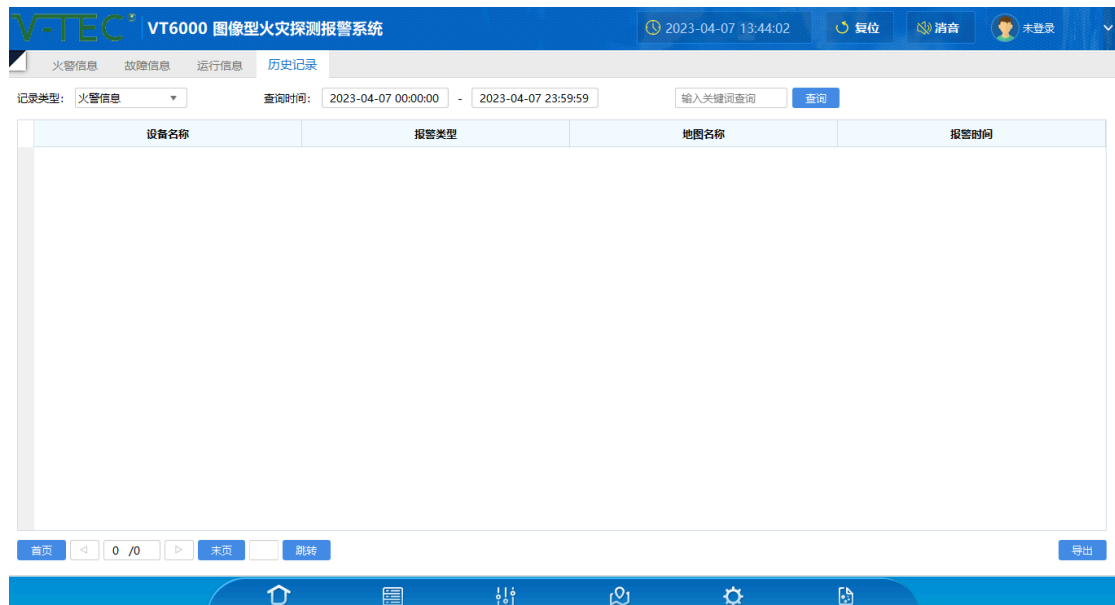 V-TEC VT6000 图像型火灾探测报警系统 2023-04-07 13:44:02 复位 消音 未登录
火警信息 故障信息 运行信息 历史记录
记录类型: 火警信息 查询时间: 2023-04-07 00:00:00 - 2023-04-07 23:59:59 输入关键词查询 查询
设备名称 报警类型 地图名称 报警时间
首页 0 /0 末页 跳转 导出